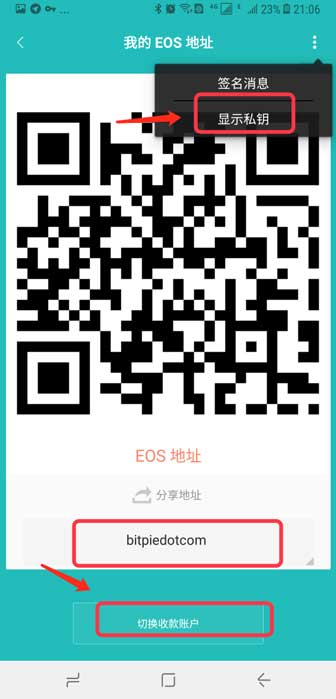 ... 4G E 23% 21:06
我的 EOS 地址
签名消息
显示私钥
EOS 地址
分享地址
bitpiedotcom
切换收款账户